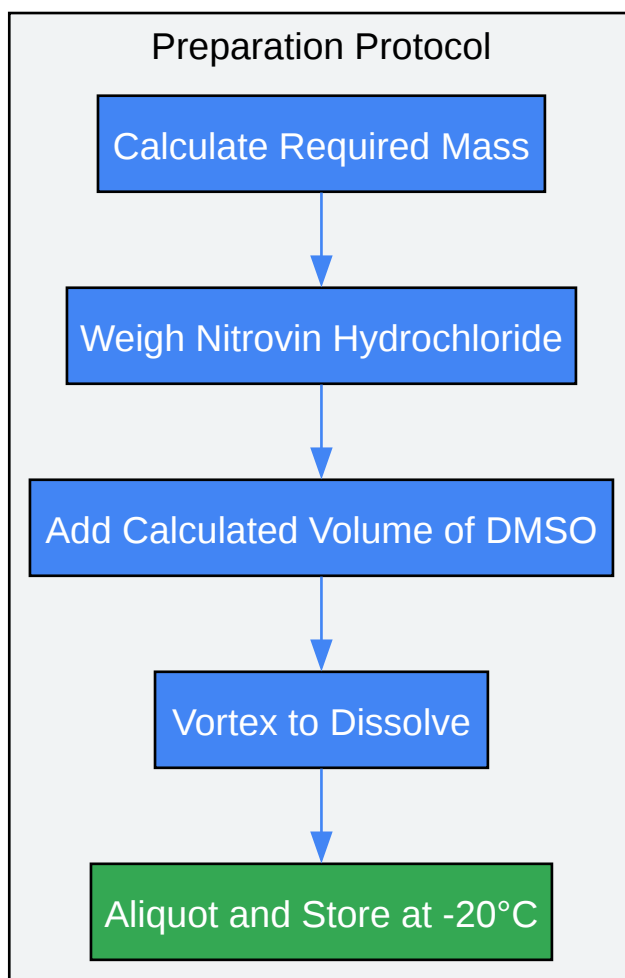 Preparation Protocol
Calculate Required Mass
Weigh Nitrovin Hydrochloride
Add Calculated Volume of DMSO
Vortex to Dissolve
Aliquot and Store at -20°C